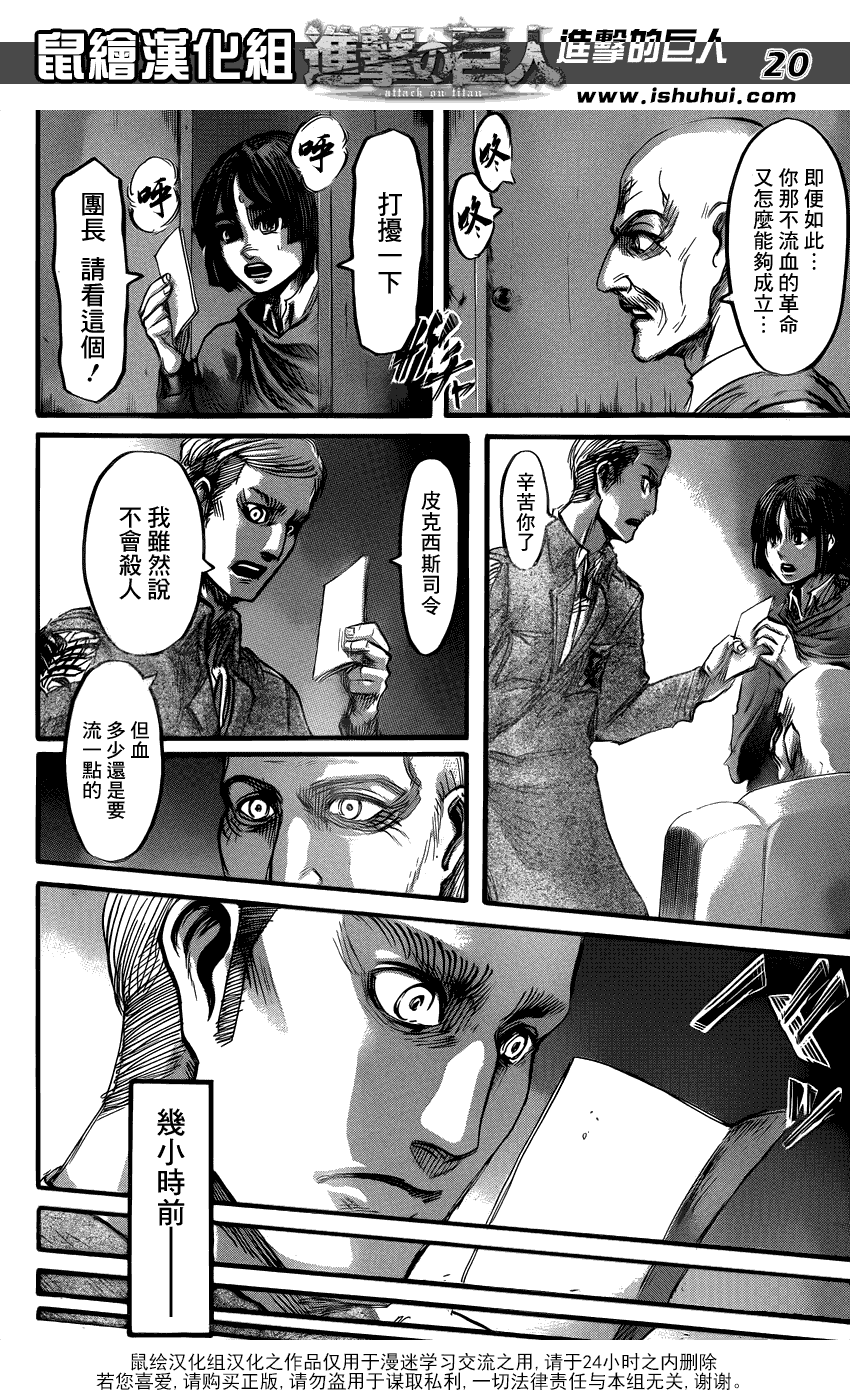 鼠繪漢化組
進撃の巨人
attack on titan
進擊的巨人
20
www.ishuhui.com
即便如此…
你那不流血的革命
又怎麼能夠成立…
咚
咚
打擾一下
呼
呼
團長 請看這個！
辛苦你了
皮克西斯司令
我雖然說
不會殺人
但血
多少還是要
流一點的
幾小時前——
鼠绘汉化组汉化之作品仅用于漫迷学习交流之用, 请于24小时之内删除
若您喜爱, 请购买正版, 请勿滥用于谋取私利, 一切法律责任与本组无关, 谢谢。